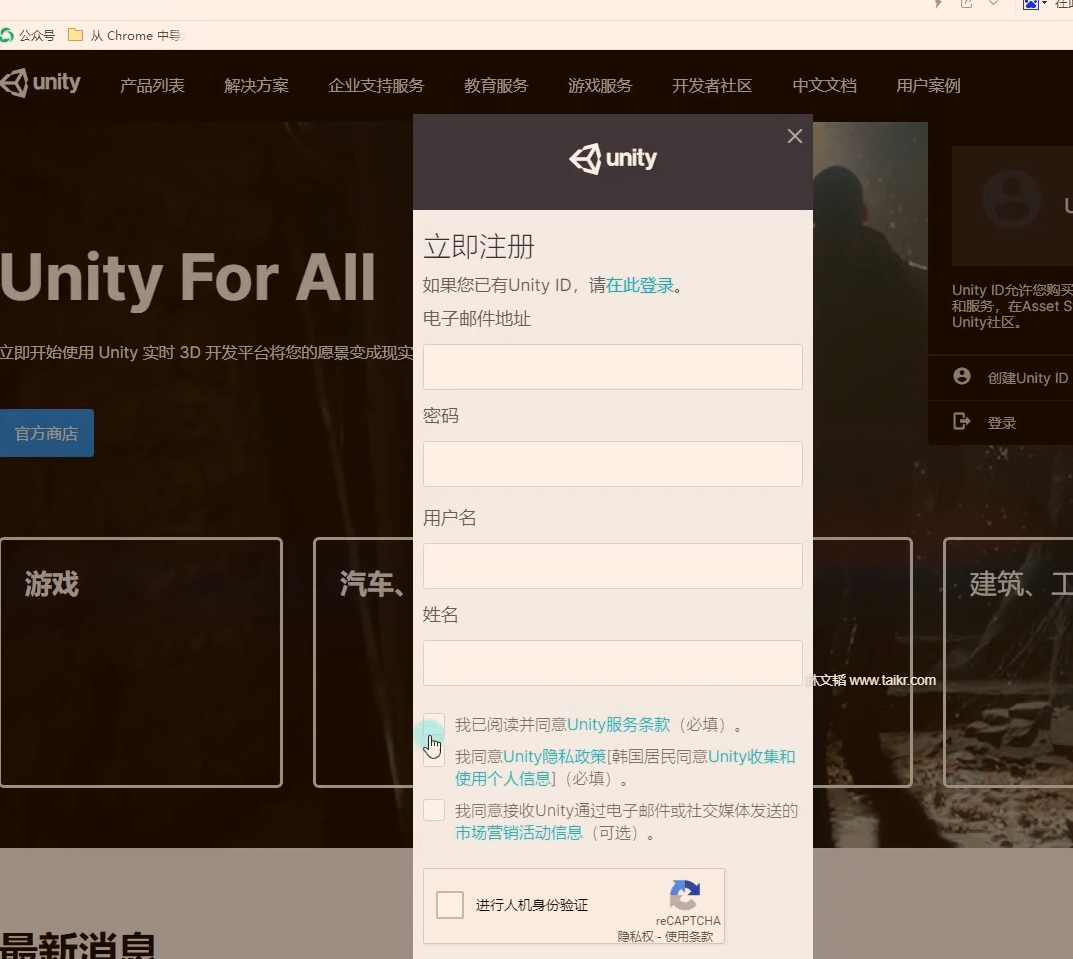 公众号 从 Chrome 中导
unity 产品列表 解决方案 企业支持服务 教育服务 游戏服务 开发者社区 中文文档 用户案例
unity
立即注册
如果您已有Unity ID，请在此登录。
电子邮件地址
密码
用户名
姓名
我已阅读并同意Unity服务条款（必填）。
我同意Unity隐私政策[韩国居民同意Unity收集和
使用个人信息]（必填）。
我同意接收Unity通过电子邮件或社交媒体发送的
市场营销活动信息（可选）。
进行人机身份验证
reCAPTCHA
隐私权 - 使用条款
Unity For All
立即开始使用 Unity 实时 3D 开发平台将您的愿景变成现实
官方商店
游戏
汽车、
建筑、工
Unity ID允许您购买
和服务，在Asset S
Unity社区。
创建Unity ID
登录
林文韬 www.taikr.com
最新消息